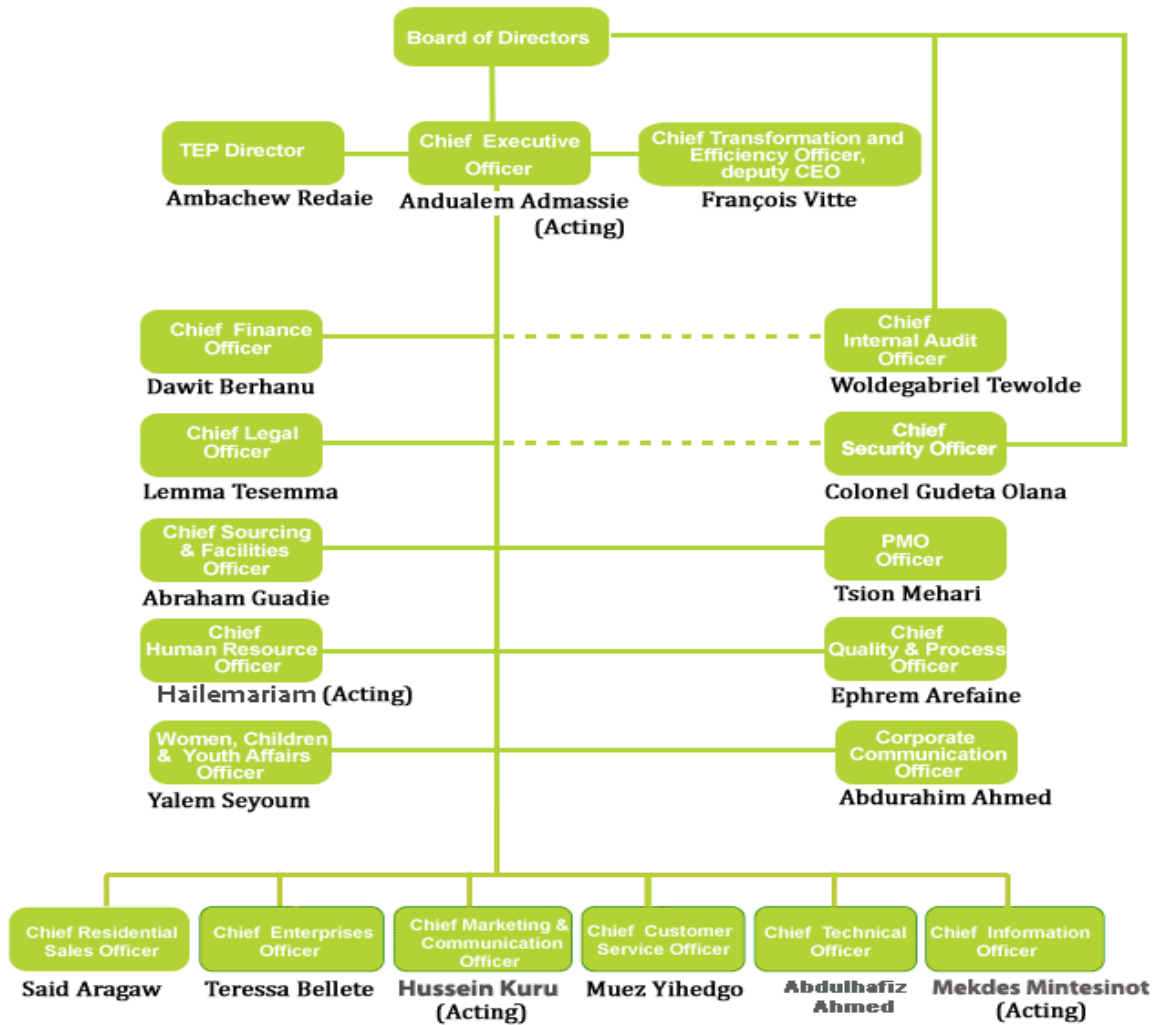 Board of Directors
TEP Director
Ambachew Redaie
Chief Executive
Officer
Andualem Admassie
(Acting)
Chief Transformation and
Efficiency Officer,
deputy CEO
François Vitte
Chief Finance
Officer
Dawit Berhanu
Chief
Internal Audit
Officer
Woldegabriel Tewolde
Chief Legal
Officer
Lemma Tesemma
Chief
Security Officer
Colonel Gudeta Olana
Chief Sourcing
& Facilities
Officer
Abraham Guadie
PMO
Officer
Tsion Mehari
Chief
Human Resource
Officer
Hailemariam (Acting)
Chief
Quality & Process
Officer
Ephrem Arefaine
Women, Children
& Youth Affairs
Officer
Yalem Seyoum
Corporate
Communication
Officer
Abdurahim Ahmed
Chief Residential
Sales Officer
Said Aragaw
Chief Enterprises
Officer
Teressa Bellete
Chief Marketing &
Communication
Officer
Hussein Kuru
(Acting)
Chief Customer
Service Officer
Muez Yihedgo
Chief Technical
Officer
Abdulhafiz
Ahmed
Chief Information
Officer
Mekdes Mintesinot
(Acting)